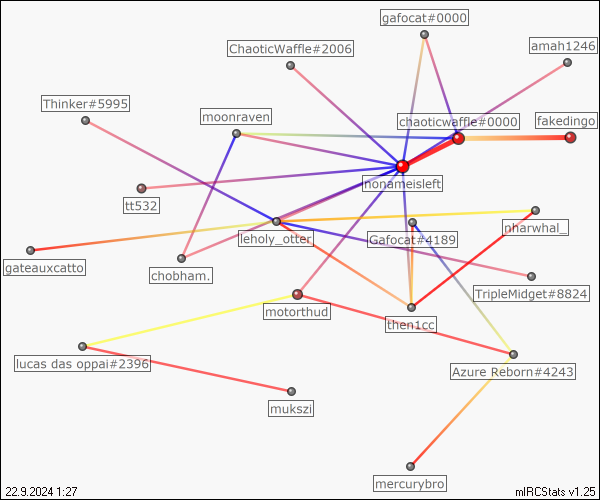 gafocat#0000
ChaoticWaffle#2006
amah1246
Thinker#5995
moonraven
chaoticwaffle#0000
fakedingo
nonameisleft
tt532
leholy_otter
Gafocat#4189
nharwhal_
gateauxcatto
chobham.
TripleMidget#8824
motorthud
then1cc
lucas das oppai#2396
Azure Reborn#4243
mukszi
mercurybro
22.9.2024 1:27
mIRCStats v1.25